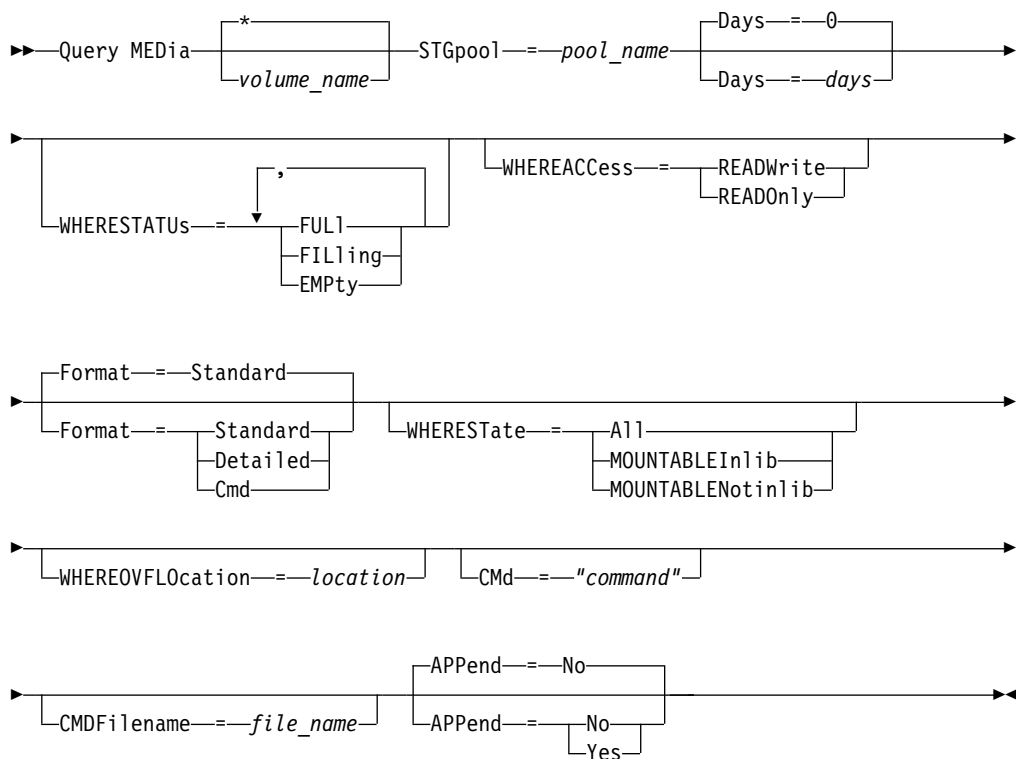 * Days = 0
Query MEDia STGpool = pool_name
volume_name Days = days
, WHEREACCess = READWrite
READOnly
WHERESTATUs = FULl
FILling
EMPty
Format = Standard
Format = Standard WHERESTate = All
Detailed MOUNTABLEInlib
Cmd MOUNTABLENotinlib
WHEREOVFLOcation = location CMd = "command"
APPend = No
CMDFilename = file_name APPend = No
Yes